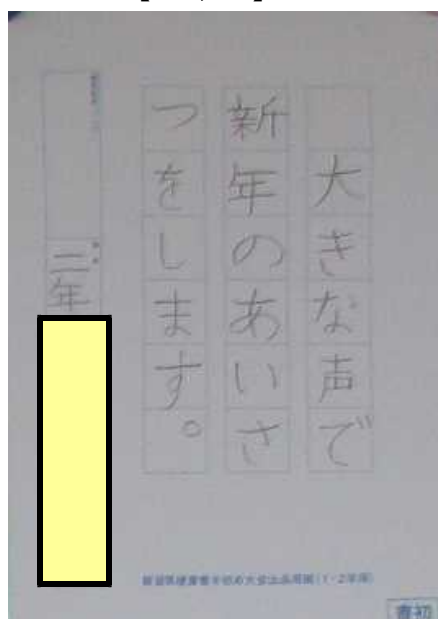 大きな声で
新年のあいさ
つをします。
二年
書初